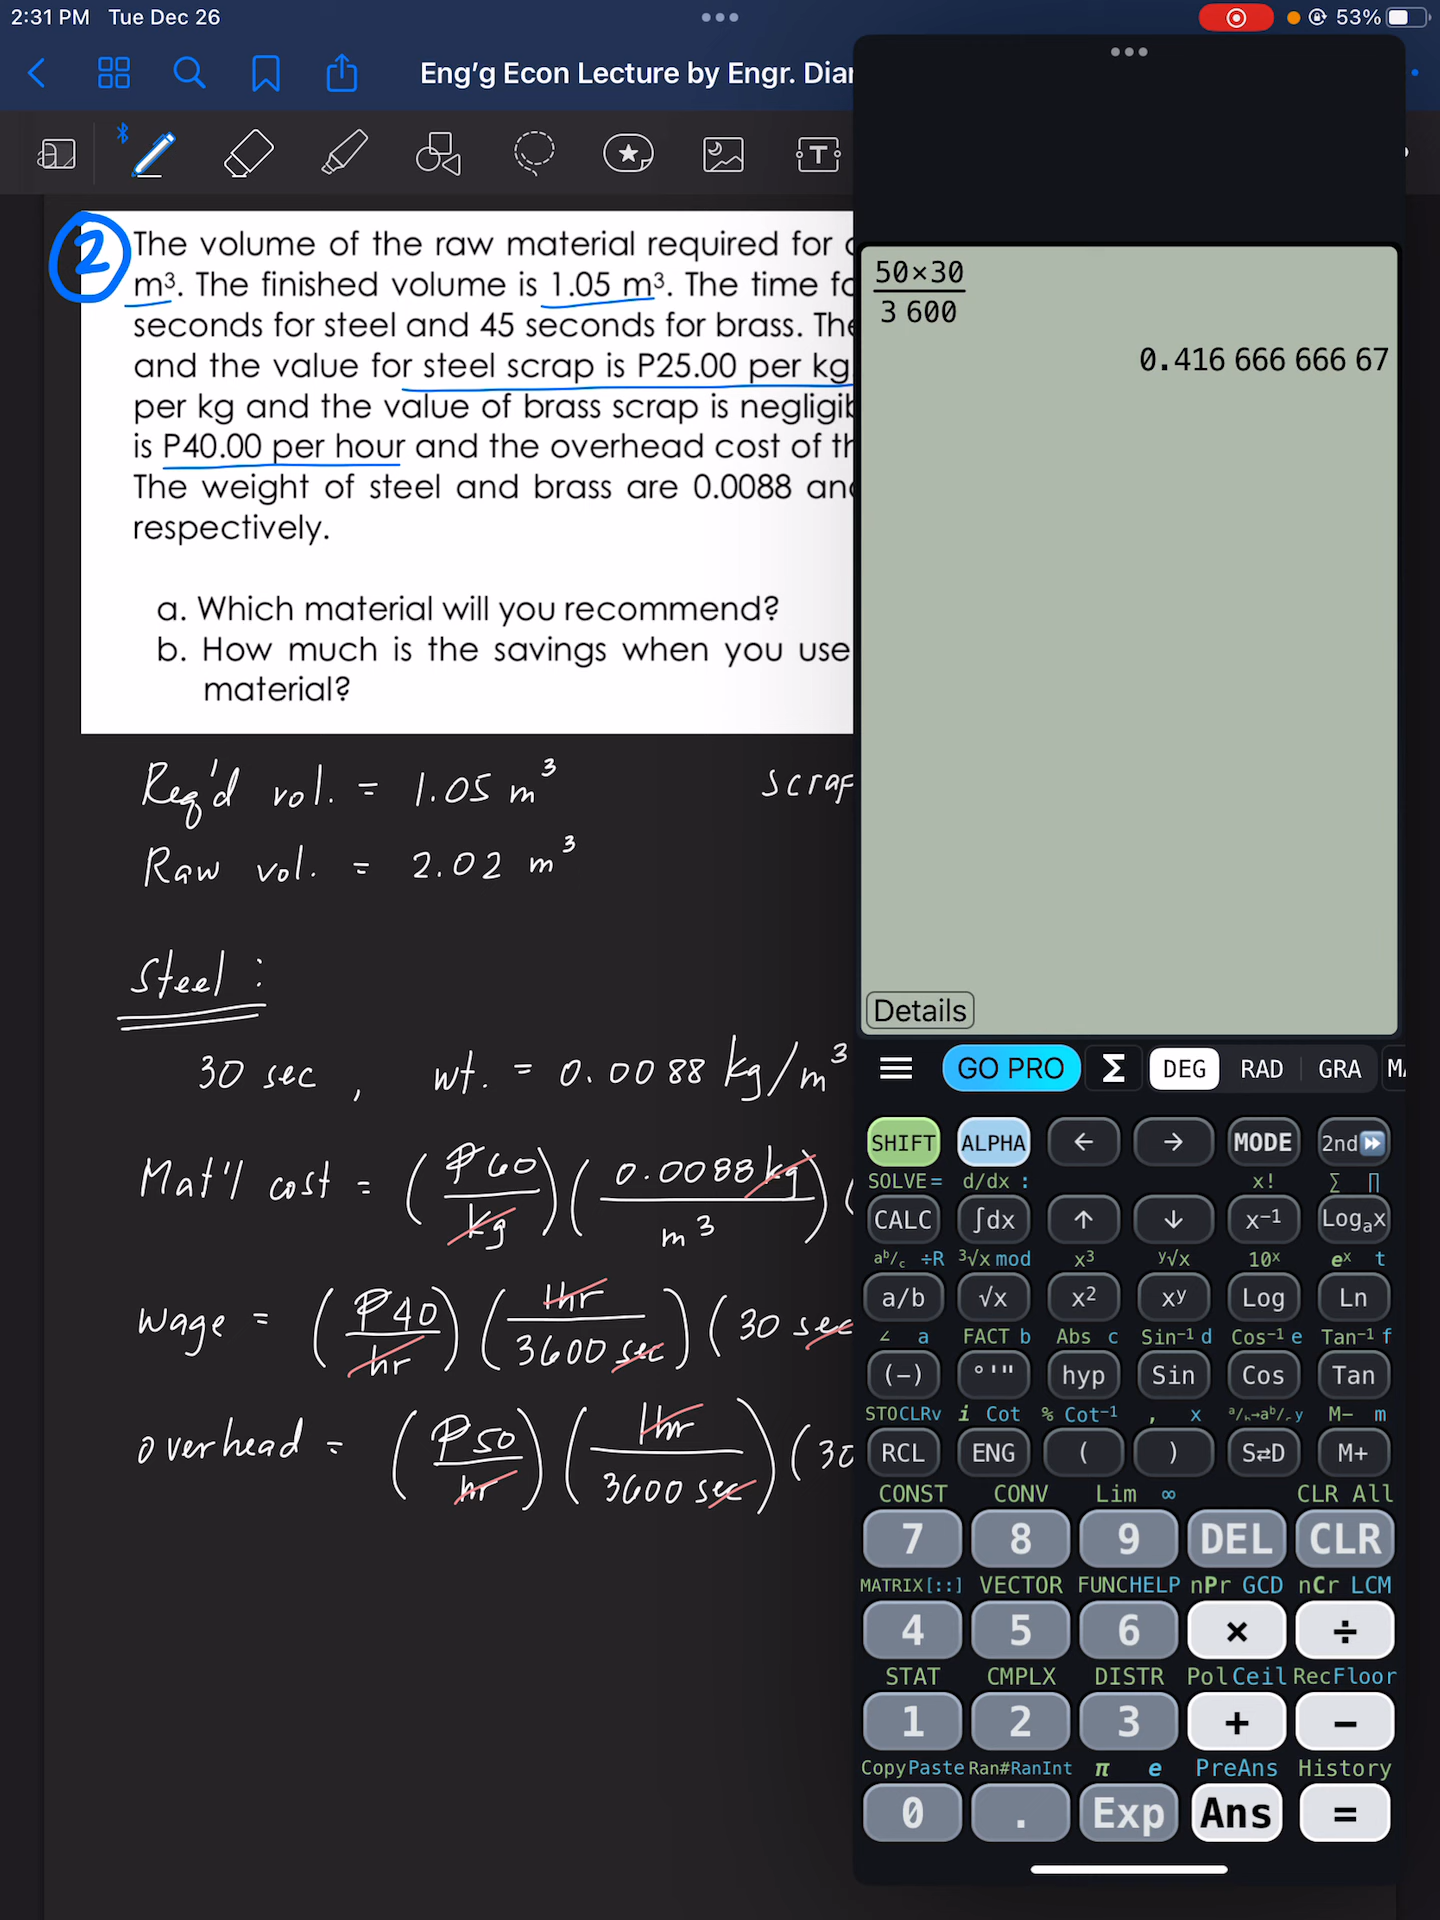 2:31 PM Tue Dec 26
53%
Eng'g Econ Lecture by Engr. Dian
2
The volume of the raw material required for
m³. The finished volume is 1.05 m³. The time fo
seconds for steel and 45 seconds for brass. The
and the value for steel scrap is P25.00 per kg
per kg and the value of brass scrap is negligib
is P40.00 per hour and the overhead cost of th
The weight of steel and brass are 0.0088 and
respectively.
a. Which material will you recommend?
b. How much is the savings when you use
material?
Req'd vol. = 1.05 m³
scrap
Raw vol. = 2.02 m³
Steel :
30 sec , wt. = 0.0088 kg/m³
Mat'l cost = (₱60/kg)(0.0088 kg/m³)(
wage = (₱40/hr)(1hr/3600 sec)(30 sec
overhead = (₱50/hr)(1hr/3600 sec)(30
50×30
3 600
0.416 666 666 67
Details
GO PRO Σ DEG RAD GRA
SHIFT ALPHA ← → MODE 2nd
SOLVE = d/dx : x! Σ ∏
CALC ∫dx ↑ ↓ x⁻¹ Logₐx
aᵇ/c ÷R ³√x mod x³ ʸ√x 10ˣ eˣ t
a/b √x x² xʸ Log Ln
∠ a FACT b Abs c Sin⁻¹ d Cos⁻¹ e Tan⁻¹ f
(−) °'" hyp Sin Cos Tan
STO CLRv i Cot % Cot⁻¹ , x y M− m
RCL ENG ( ) S⇄D M+
CONST CONV Lim ∞ CLR All
7 8 9 DEL CLR
MATRIX [::] VECTOR FUNC HELP nPr GCD nCr LCM
4 5 6 × ÷
STAT CMPLX DISTR Pol Ceil Rec Floor
1 2 3 + −
Copy Paste Ran# RanInt π e PreAns History
0 . Exp Ans =